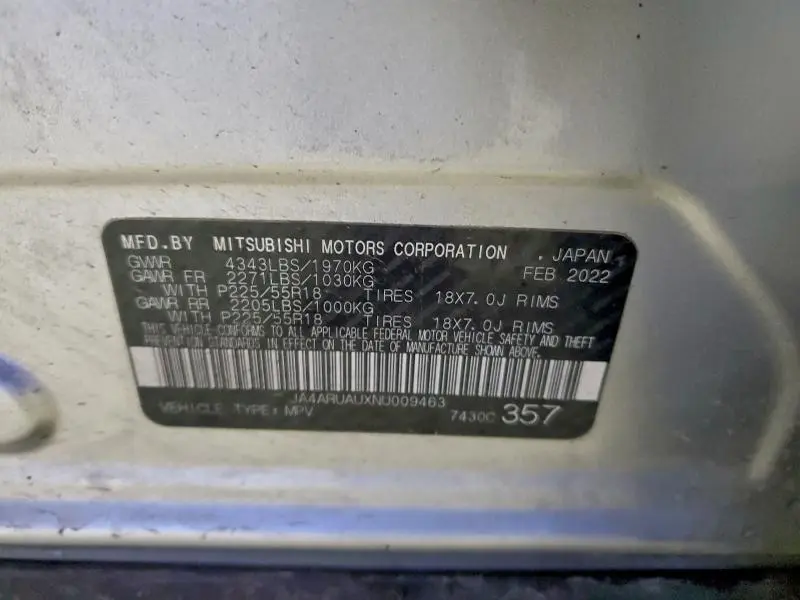 MFD.BY MITSUBISHI MOTORS CORPORATION . JAPAN
GVWR 4343LBS/1970KG FEB 2022
GAWR FR 2271LBS/1030KG
WITH P225/55R18 TIRES 18X7.0J RIMS
GAWR RR 2205LBS/1000KG
WITH P225/55R18 TIRES 18X7.0J RIMS
THIS VEHICLE CONFORMS TO ALL APPLICABLE FEDERAL MOTOR VEHICLE SAFETY AND THEFT
PREVENTION STANDARDS IN EFFECT ON THE DATE OF MANUFACTURE SHOWN ABOVE.
JA4ARUAUXNU009463
VEHICLE TYPE: MPV 7430C 357